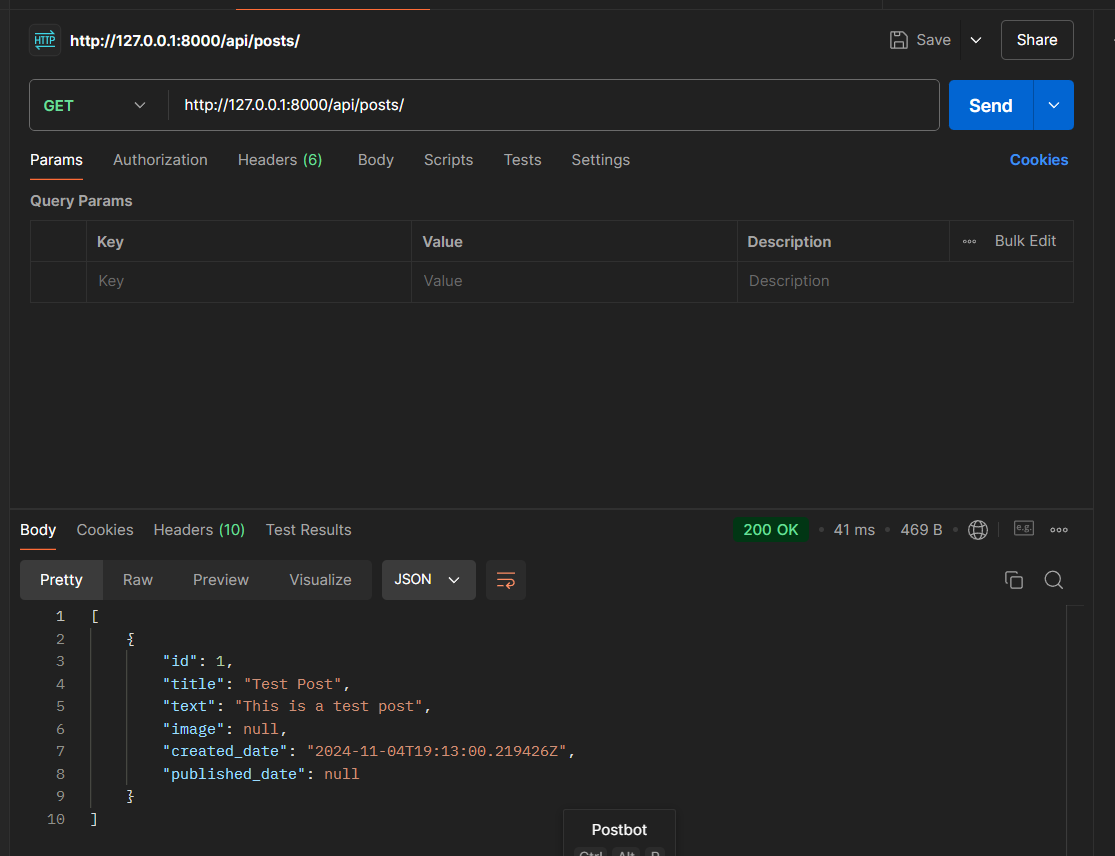 HTTP http://127.0.0.1:8000/api/posts/ Save Share
GET http://127.0.0.1:8000/api/posts/ Send
Params Authorization Headers (6) Body Scripts Tests Settings Cookies
Query Params
Key Value Description Bulk Edit
Key Value Description
Body Cookies Headers (10) Test Results 200 OK 41 ms 469 B e.g.
Pretty Raw Preview Visualize JSON
1 [
2 {
3 "id": 1,
4 "title": "Test Post",
5 "text": "This is a test post",
6 "image": null,
7 "created_date": "2024-11-04T19:13:00.219426Z",
8 "published_date": null
9 }
10 ]
Postbot
Ctrl Alt P